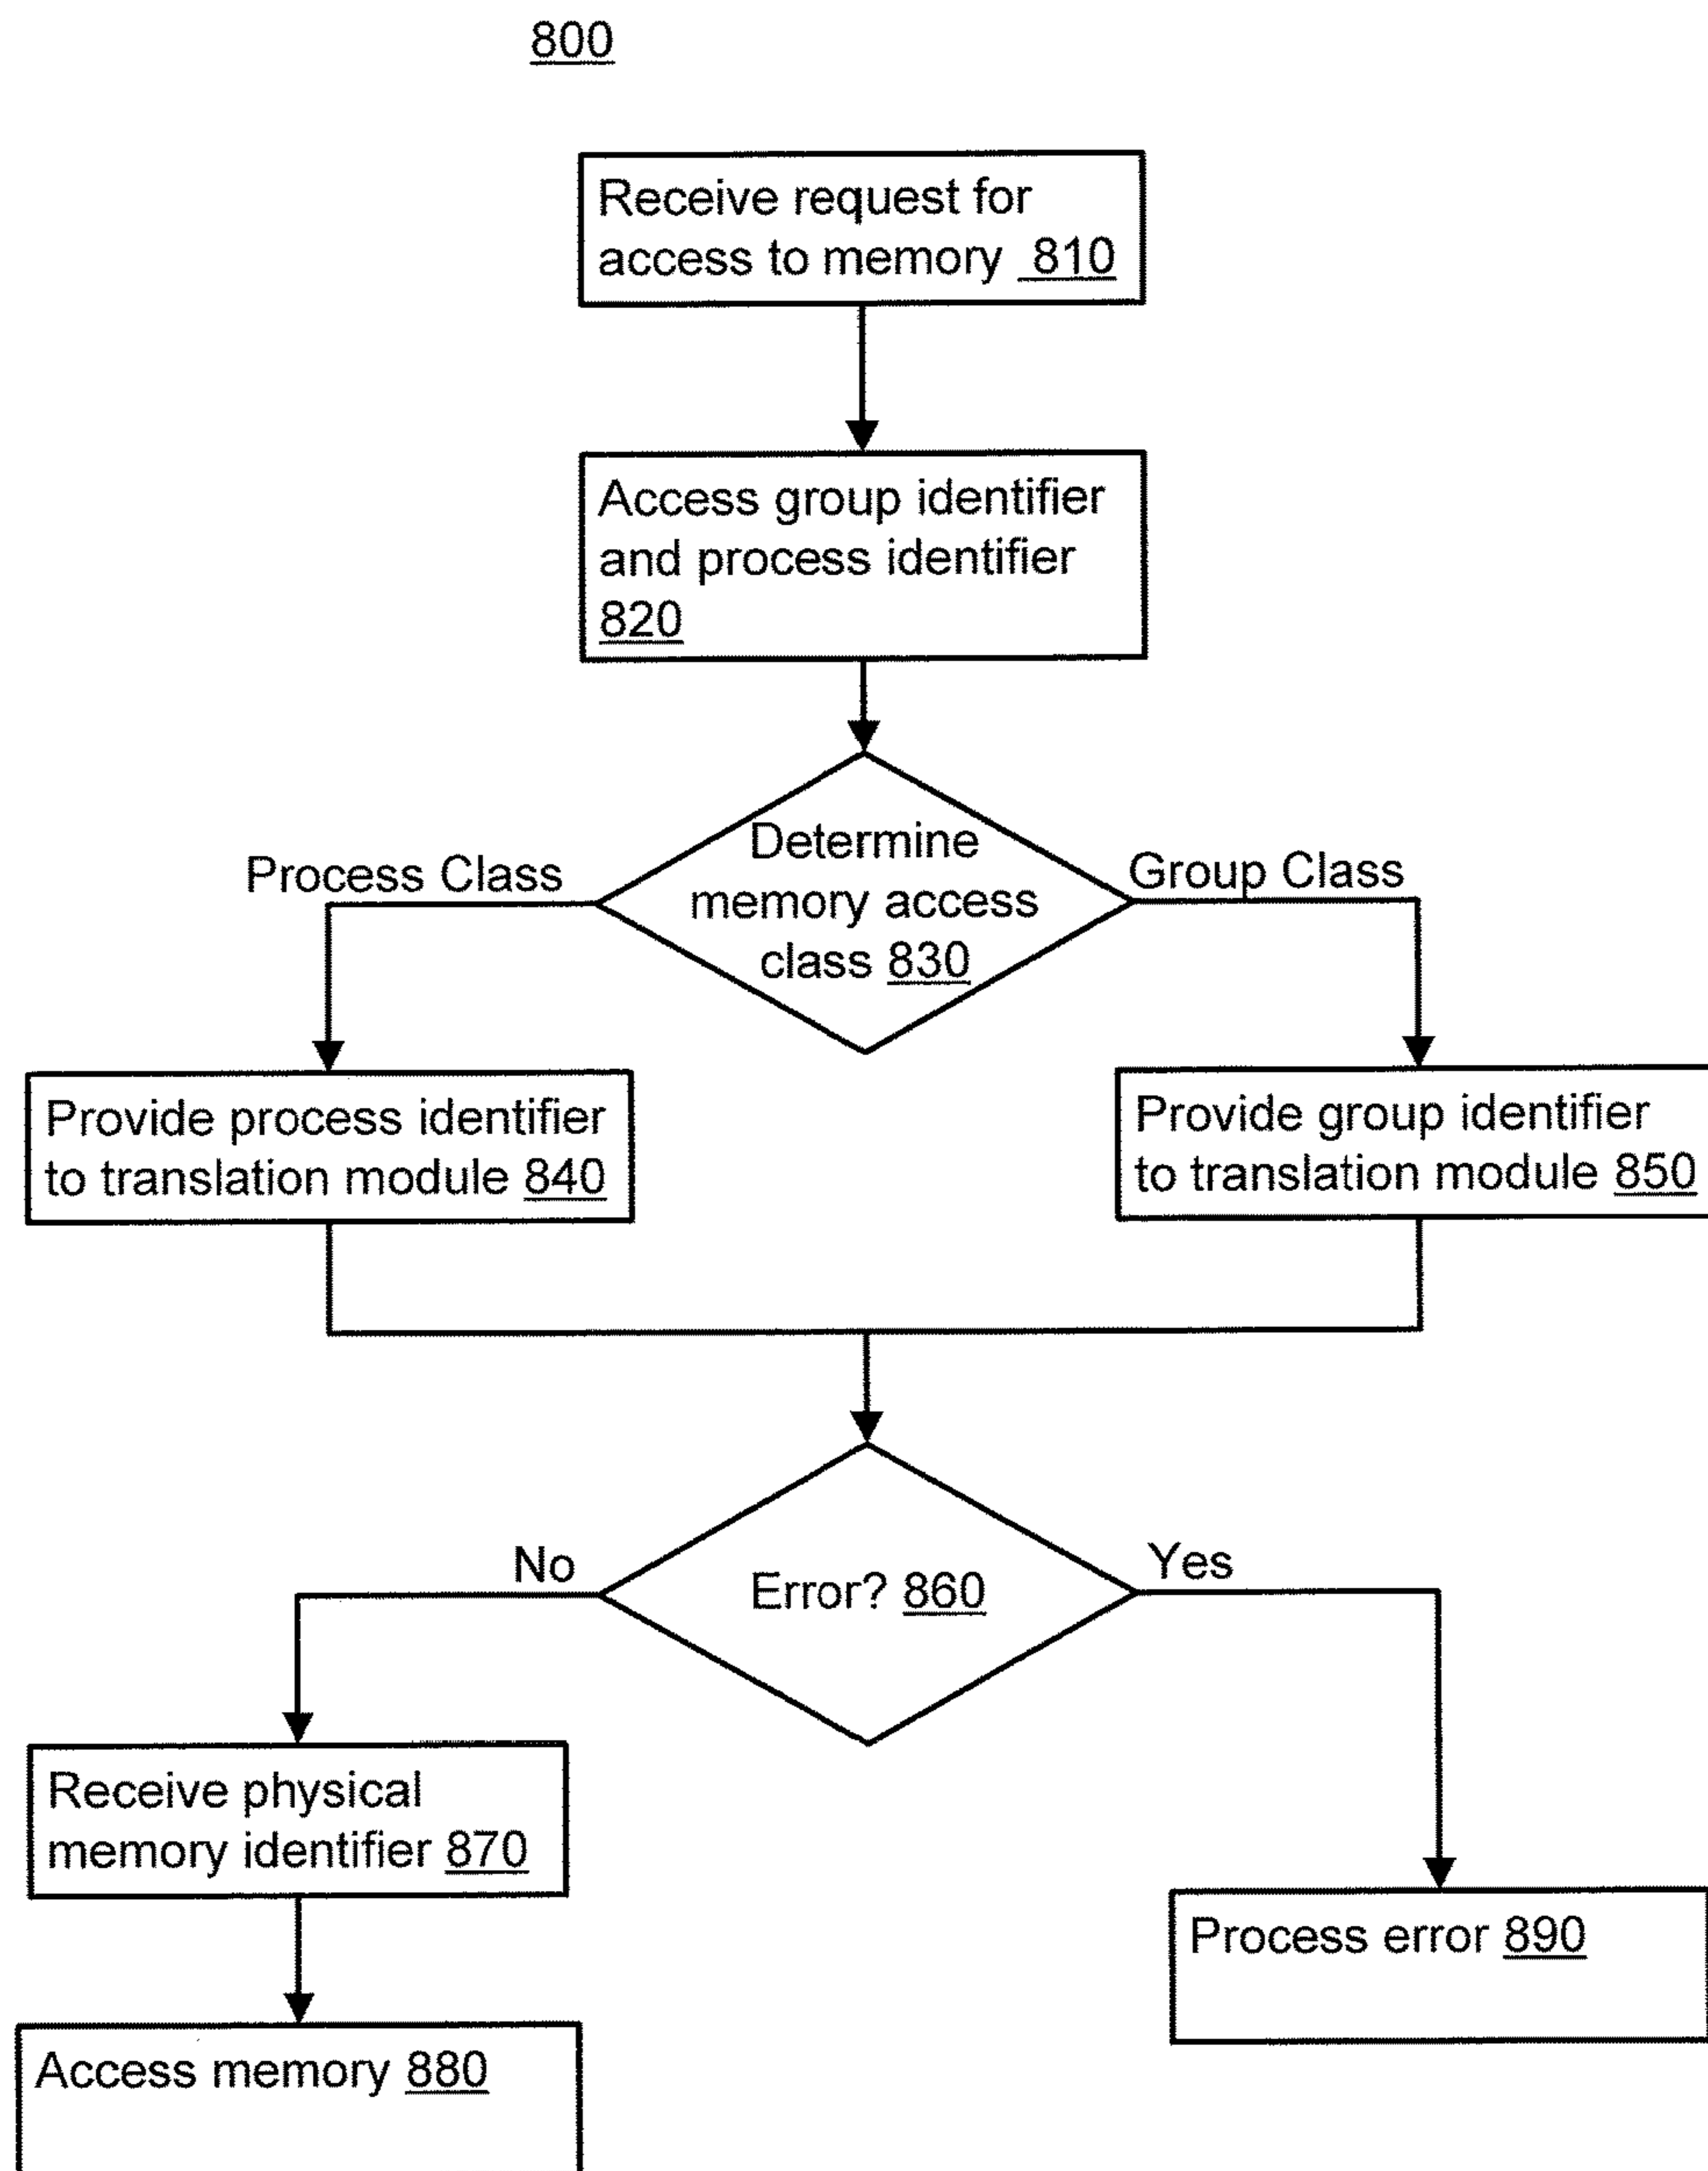 800
Receive request for
access to memory 810
Access group identifier
and process identifier
820
Determine
memory access
class 830
Process Class
Group Class
Provide process identifier
to translation module 840
Provide group identifier
to translation module 850
Error? 860
No
Yes
Receive physical
memory identifier 870
Process error 890
Access memory 880